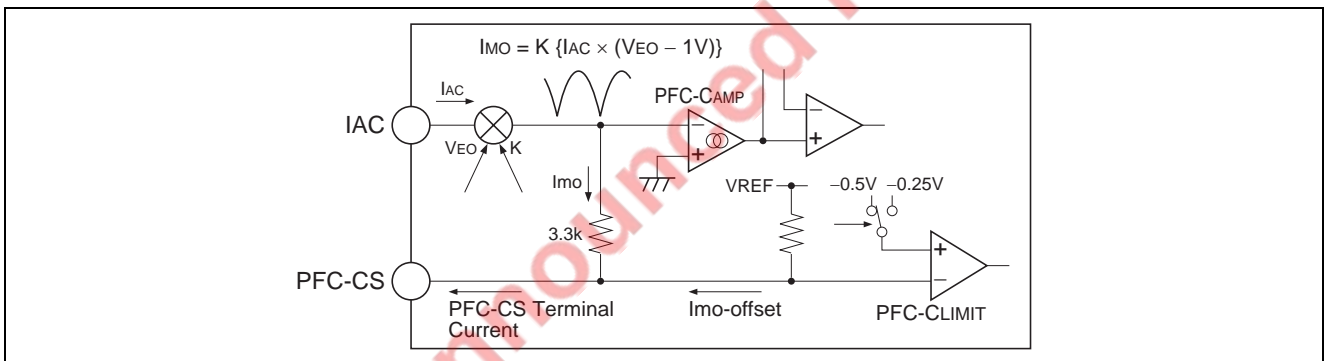 IMO = K {IAC × (VEO – 1V)}
IAC
PFC-CAMP
IAC
VEO
K
Imo
VREF
–0.5V
–0.25V
3.3k
PFC-CS
PFC-CS Terminal
Current
Imo-offset
PFC-CLIMIT
nnounced